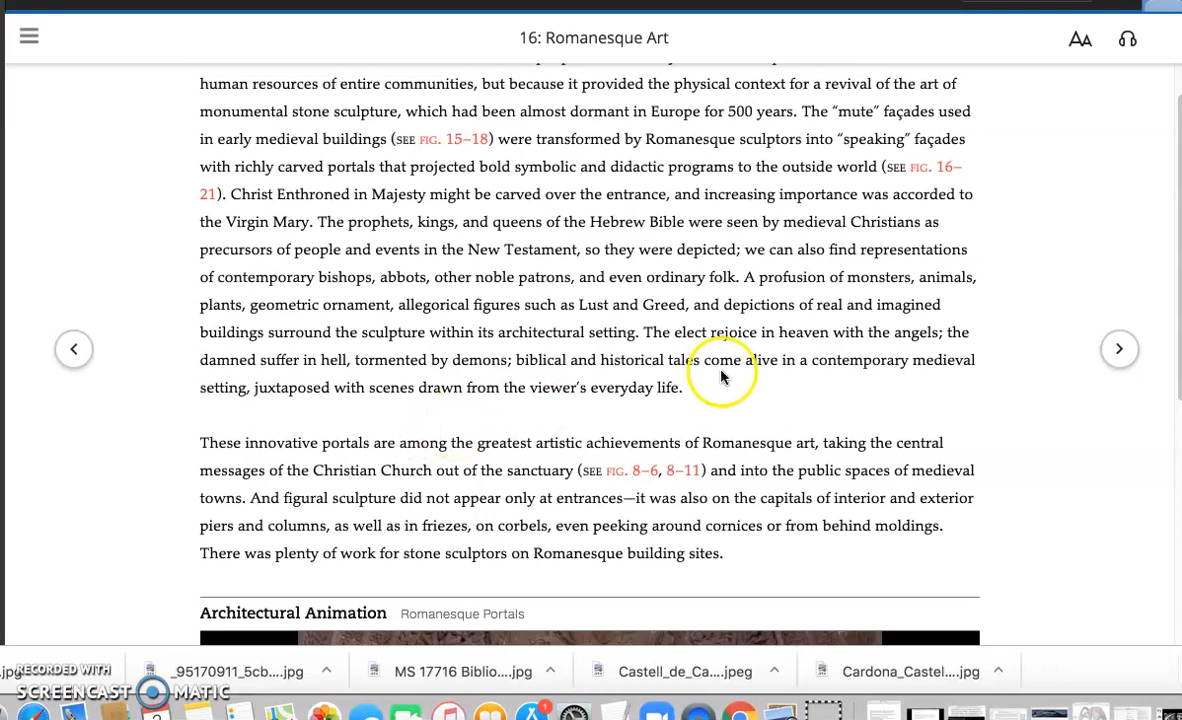 16: Romanesque Art
AA
human resources of entire communities, but because it provided the physical context for a revival of the art of
monumental stone sculpture, which had been almost dormant in Europe for 500 years. The “mute” façades used
in early medieval buildings (SEE FIG. 15–18) were transformed by Romanesque sculptors into “speaking” façades
with richly carved portals that projected bold symbolic and didactic programs to the outside world (SEE FIG. 16–
21). Christ Enthroned in Majesty might be carved over the entrance, and increasing importance was accorded to
the Virgin Mary. The prophets, kings, and queens of the Hebrew Bible were seen by medieval Christians as
precursors of people and events in the New Testament, so they were depicted; we can also find representations
of contemporary bishops, abbots, other noble patrons, and even ordinary folk. A profusion of monsters, animals,
plants, geometric ornament, allegorical figures such as Lust and Greed, and depictions of real and imagined
buildings surround the sculpture within its architectural setting. The elect rejoice in heaven with the angels; the
damned suffer in hell, tormented by demons; biblical and historical tales come alive in a contemporary medieval
setting, juxtaposed with scenes drawn from the viewer’s everyday life.
These innovative portals are among the greatest artistic achievements of Romanesque art, taking the central
messages of the Christian Church out of the sanctuary (SEE FIG. 8–6, 8–11) and into the public spaces of medieval
towns. And figural sculpture did not appear only at entrances—it was also on the capitals of interior and exterior
piers and columns, as well as in friezes, on corbels, even peeking around cornices or from behind moldings.
There was plenty of work for stone sculptors on Romanesque building sites.
Architectural Animation Romanesque Portals
.jpg _95170911_5cb....jpg MS 17716 Biblio....jpg Castell_de_Ca....jpeg Cardona_Castel....jpg
RECORDED WITH
SCREENCAST MATIC
1